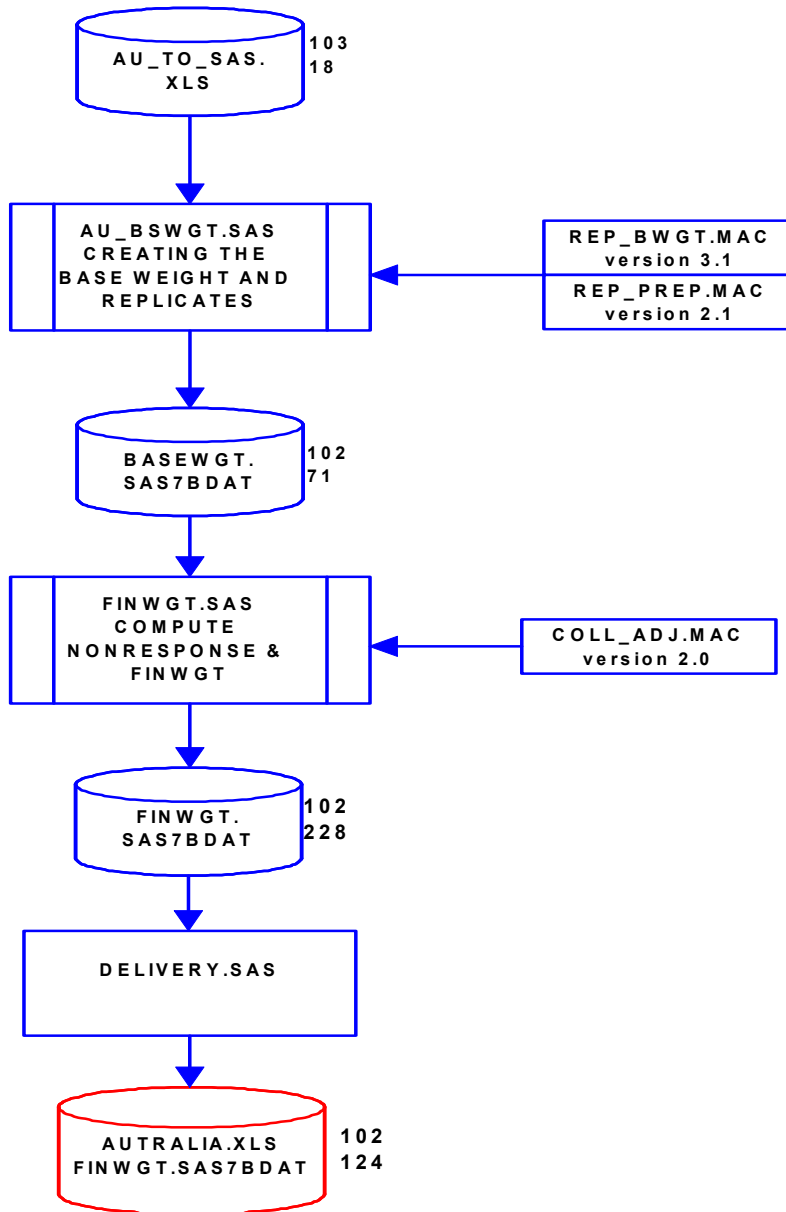 AU_TO_SAS.
XLS
103
18
AU_BSWGT.SAS
CREATING THE
BASE WEIGHT AND
REPLICATES
REP_BWGT.MAC
version 3.1
REP_PREP.MAC
version 2.1
BASEWGT.
SAS7BDAT
102
71
FINWGT.SAS
COMPUTE
NONRESPONSE &
FINWGT
COLL_ADJ.MAC
version 2.0
FINWGT.
SAS7BDAT
102
228
DELIVERY.SAS
AUTRALIA.XLS
FINWGT.SAS7BDAT
102
124